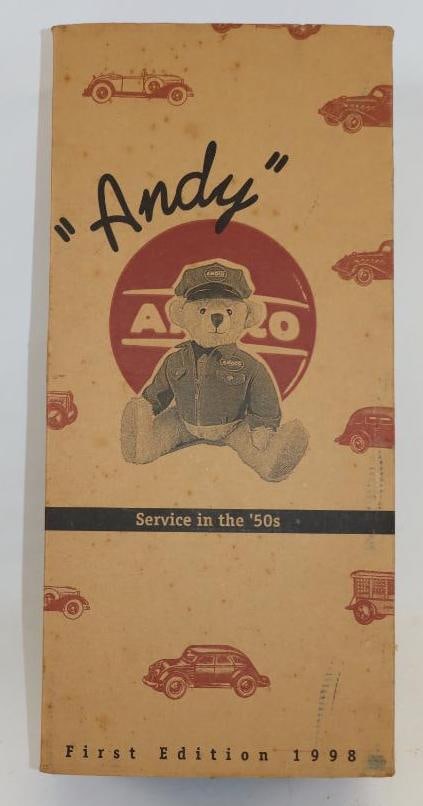 "Andy"
Service in the '50s
First Edition 1998